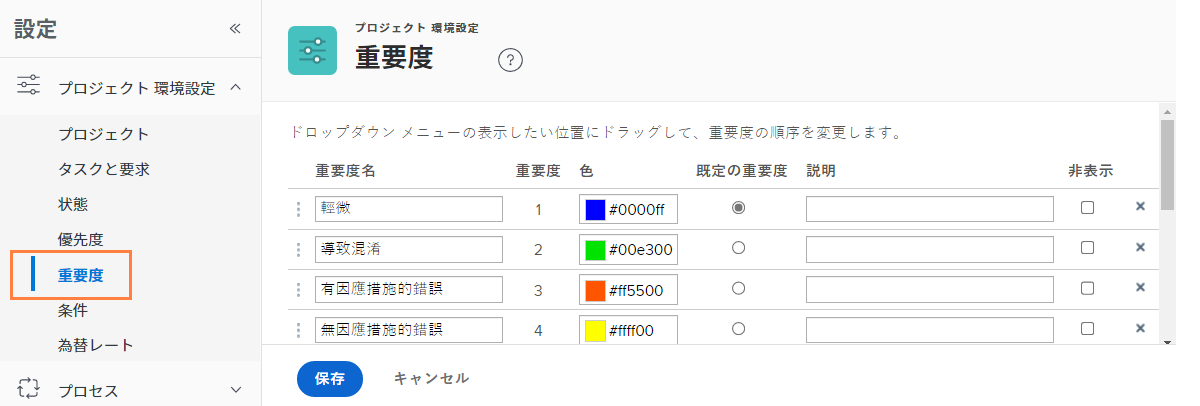 設定
プロジェクト 環境設定
プロジェクト
タスクと要求
状態
優先度
重要度
条件
為替レート
プロセス
プロジェクト 環境設定
重要度
?
ドロップダウン メニューの表示したい位置にドラッグして、重要度の順序を変更します。
重要度名 重要度 色 既定の重要度 説明 非表示
輕微 1 #0000ff
導致混淆 2 #00e300
有因應措施的錯誤 3 #ff5500
無因應措施的錯誤 4 #ffff00
保存 キャンセル